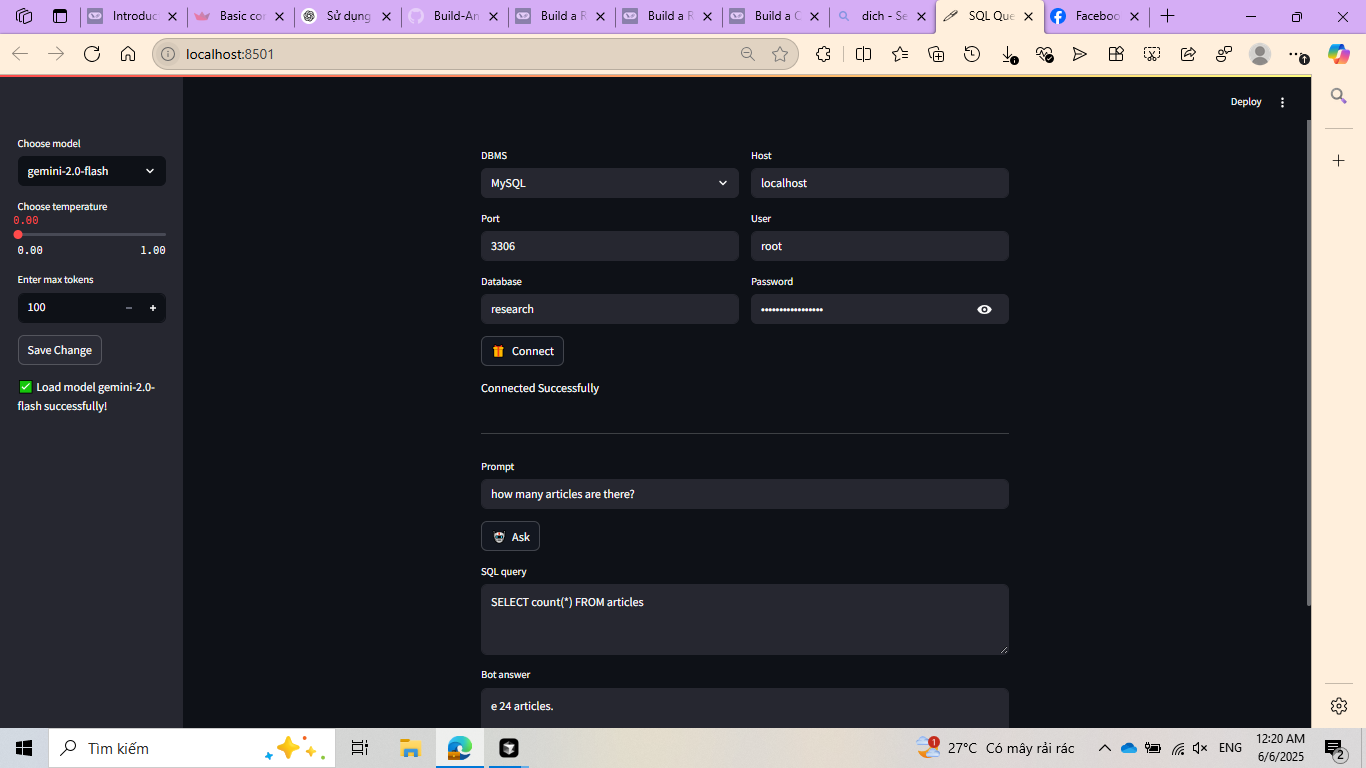 Introduct
Basic cor
Sử dụng
Build-An
Build a R
Build a R
Build a C
dich - Se
SQL Que
Faceboo
localhost:8501
Deploy
Choose model
gemini-2.0-flash
Choose temperature
0.00
0.00 1.00
Enter max tokens
100
Save Change
Load model gemini-2.0-
flash successfully!
DBMS Host
MySQL localhost
Port User
3306 root
Database Password
research •••••••••••••••••
Connect
Connected Successfully
Prompt
how many articles are there?
Ask
SQL query
SELECT count(*) FROM articles
Bot answer
e 24 articles.
Tìm kiếm
1
27°C Có mây rải rác
ENG
12:20 AM
6/6/2025
2